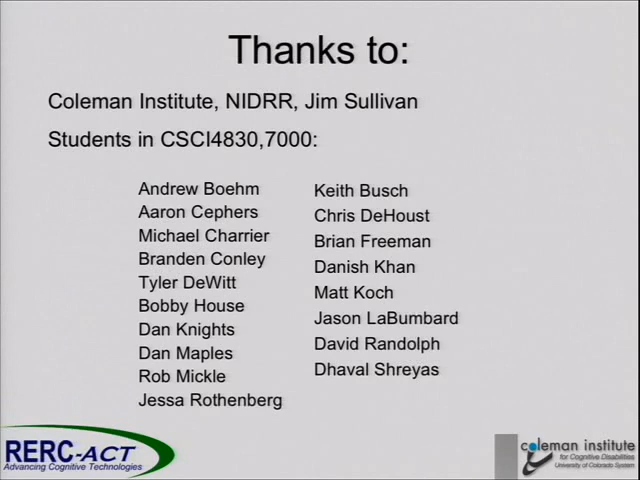 Thanks to:
Coleman Institute, NIDRR, Jim Sullivan
Students in CSCI4830,7000:
Andrew Boehm
Aaron Cephers
Michael Charrier
Branden Conley
Tyler DeWitt
Bobby House
Dan Knights
Dan Maples
Rob Mickle
Jessa Rothenberg
Keith Busch
Chris DeHoust
Brian Freeman
Danish Khan
Matt Koch
Jason LaBumbard
David Randolph
Dhaval Shreyas
RERC-ACT
Advancing Cognitive Technologies
coleman institute
for Cognitive Disabilities
University of Colorado System